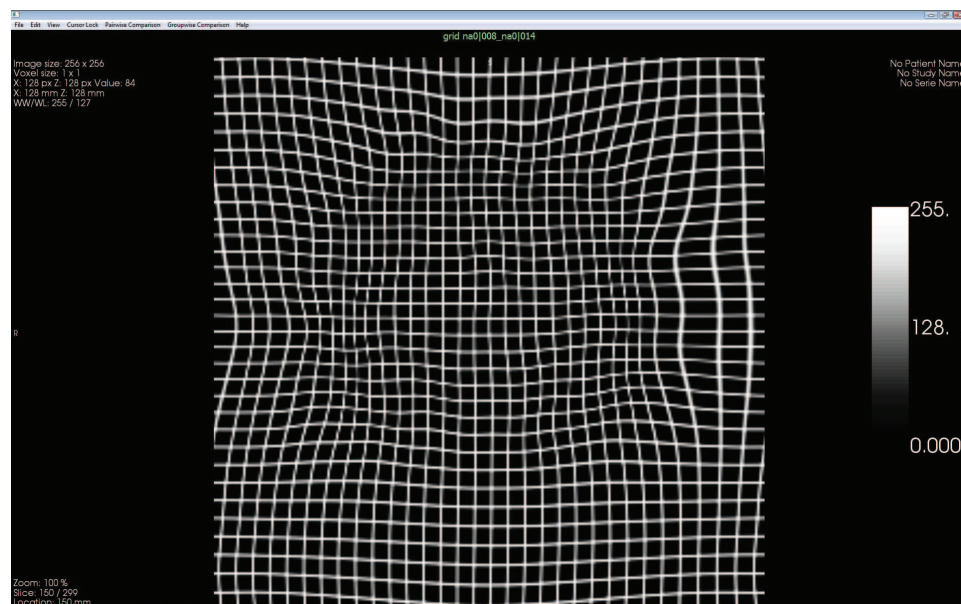 File Edit View Cursor Lock Pairwise Comparison Groupwise Comparison Help
grid na0|008_na0|014
Image size: 256 x 256
Voxel size: 1 x 1
X: 128 px Z: 128 px Value: 84
X: 128 mm Z: 128 mm
WW/WL: 255 / 127
No Patient Name
No Study Name
No Serie Name
255.
R
128.
0.000
Zoom: 100 %
Slice: 150 / 299
Location: 150 mm